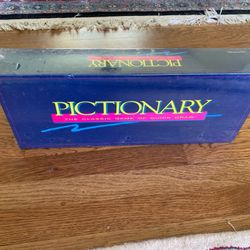 PICTIONARY
PICTIONARY
THE CLASSIC GAME OF QUICK DRAW